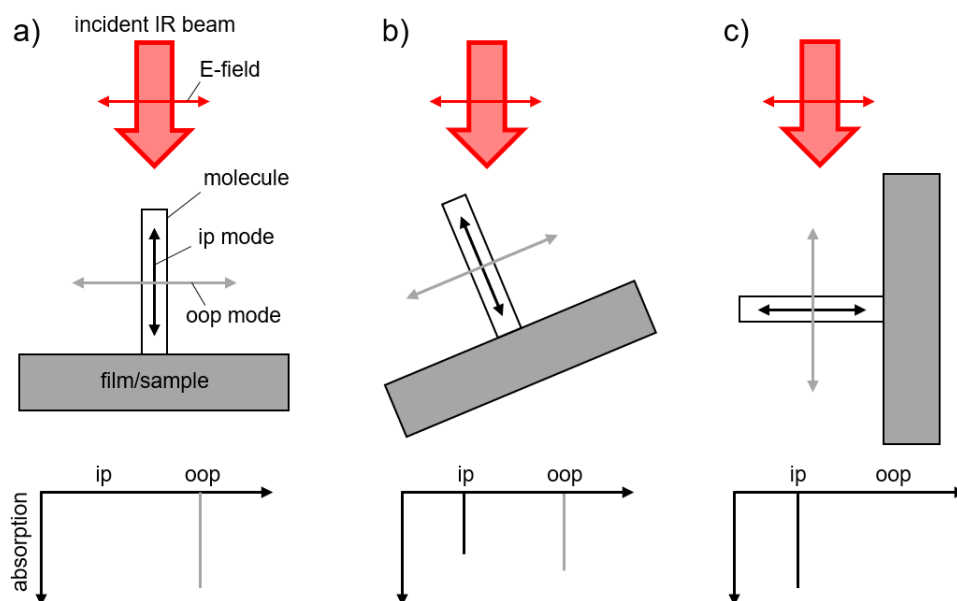 a)
incident IR beam
E-field
molecule
ip mode
oop mode
film/sample
ip
oop
absorption
b)
ip
oop
c)
ip
oop